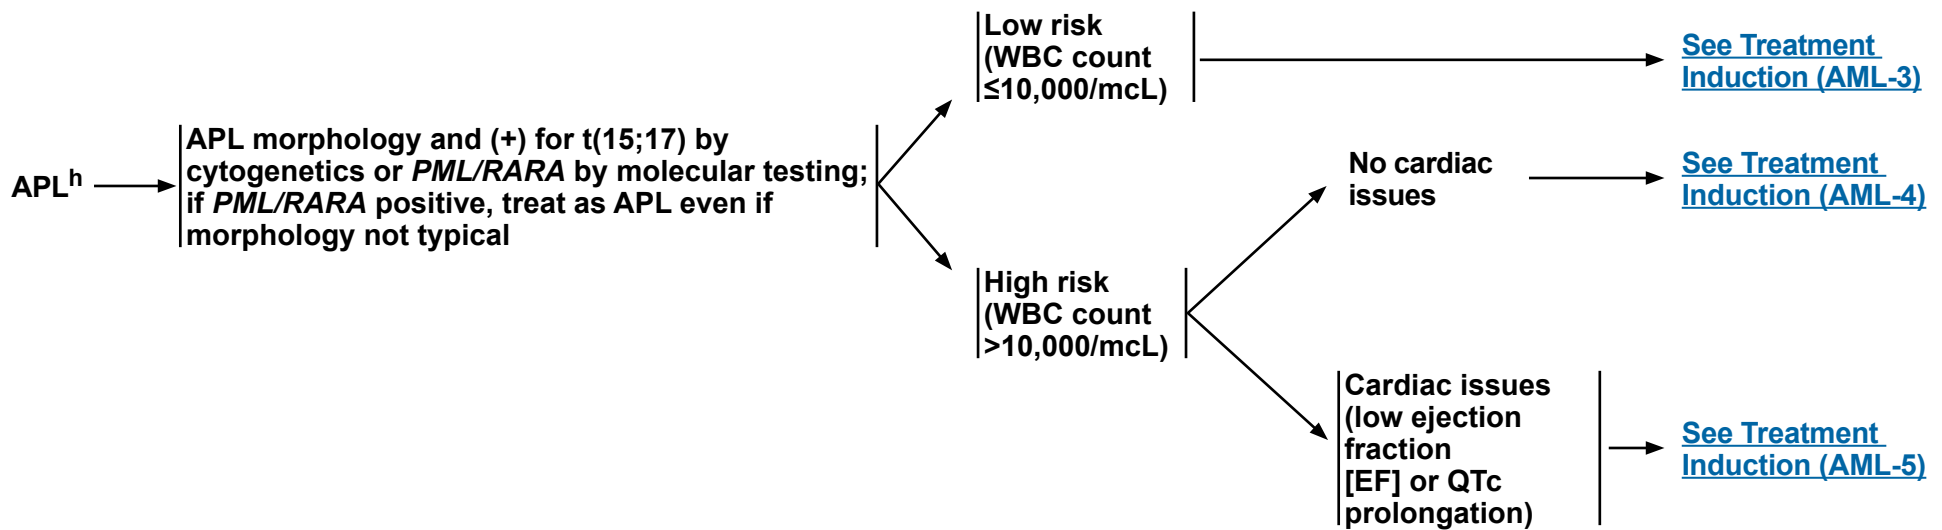 APLh
APL morphology and (+) for t(15;17) by
cytogenetics or PML/RARA by molecular testing;
if PML/RARA positive, treat as APL even if
morphology not typical
Low risk
(WBC count
≤10,000/mcL)
See Treatment
Induction (AML-3)
High risk
(WBC count
>10,000/mcL)
No cardiac
issues
See Treatment
Induction (AML-4)
Cardiac issues
(low ejection
fraction
[EF] or QTc
prolongation)
See Treatment
Induction (AML-5)